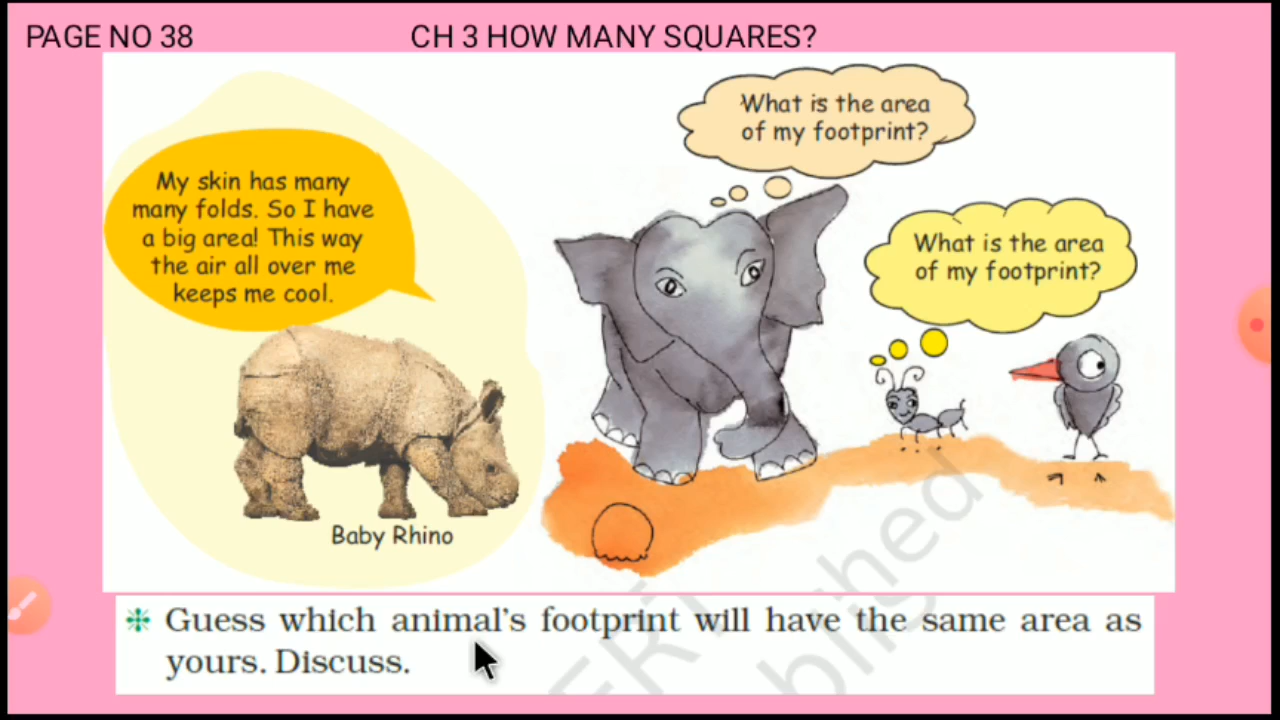 PAGE NO 38
CH 3 HOW MANY SQUARES?
What is the area
of my footprint?
My skin has many
many folds. So I have
a big area! This way
the air all over me
keeps me cool.
What is the area
of my footprint?
Baby Rhino
Guess which animal's footprint will have the same area as
yours. Discuss.